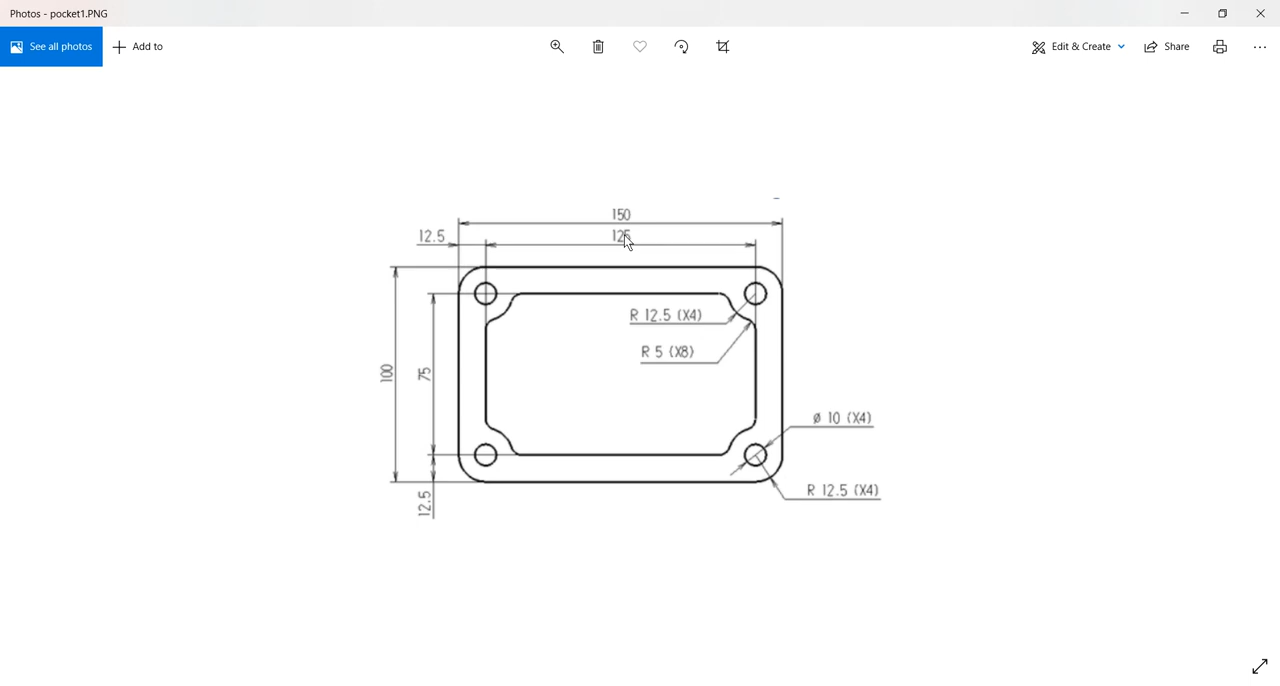 Photos - pocket1.PNG
See all photos
Add to
Edit & Create
Share
150
12.5
125
R 12.5 (X4)
R 5 (X8)
100
75
ø 10 (X4)
R 12.5 (X4)
12.5